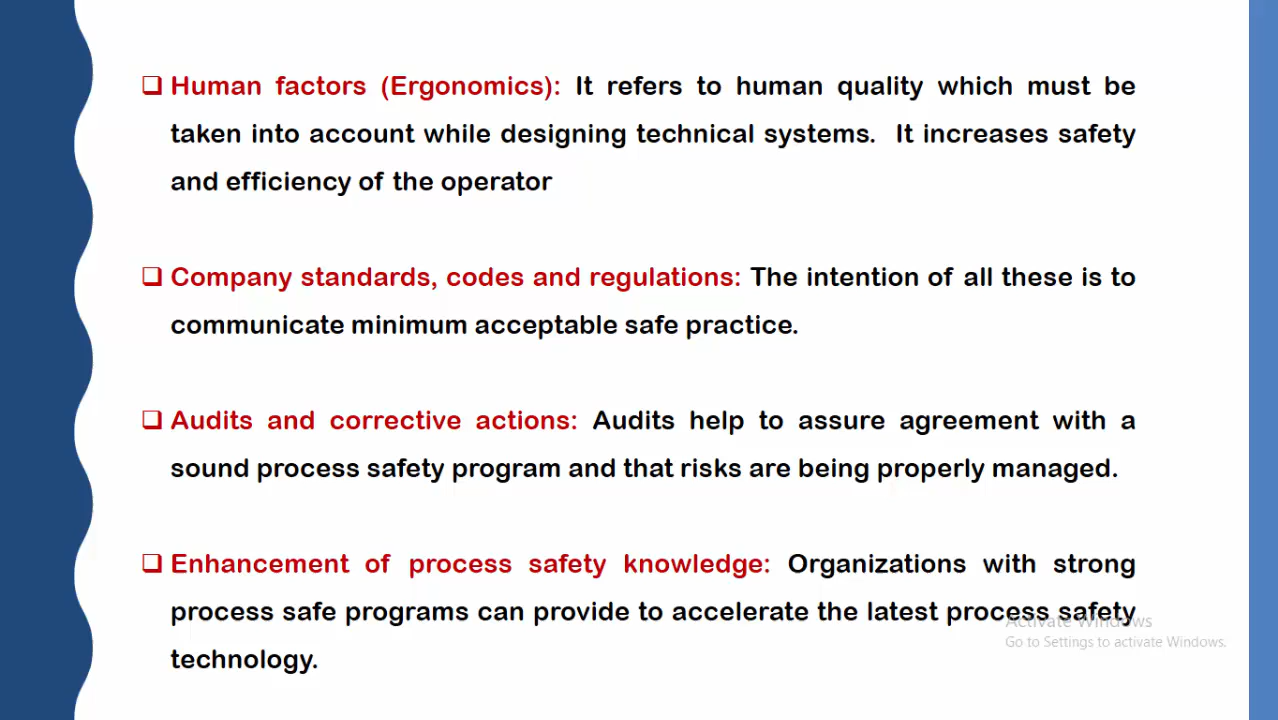 ❑ Human factors (Ergonomics): It refers to human quality which must be
taken into account while designing technical systems. It increases safety
and efficiency of the operator
❑ Company standards, codes and regulations: The intention of all these is to
communicate minimum acceptable safe practice.
❑ Audits and corrective actions: Audits help to assure agreement with a
sound process safety program and that risks are being properly managed.
❑ Enhancement of process safety knowledge: Organizations with strong
process safe programs can provide to accelerate the latest process safety
technology.
Activate Windows
Go to Settings to activate Windows.